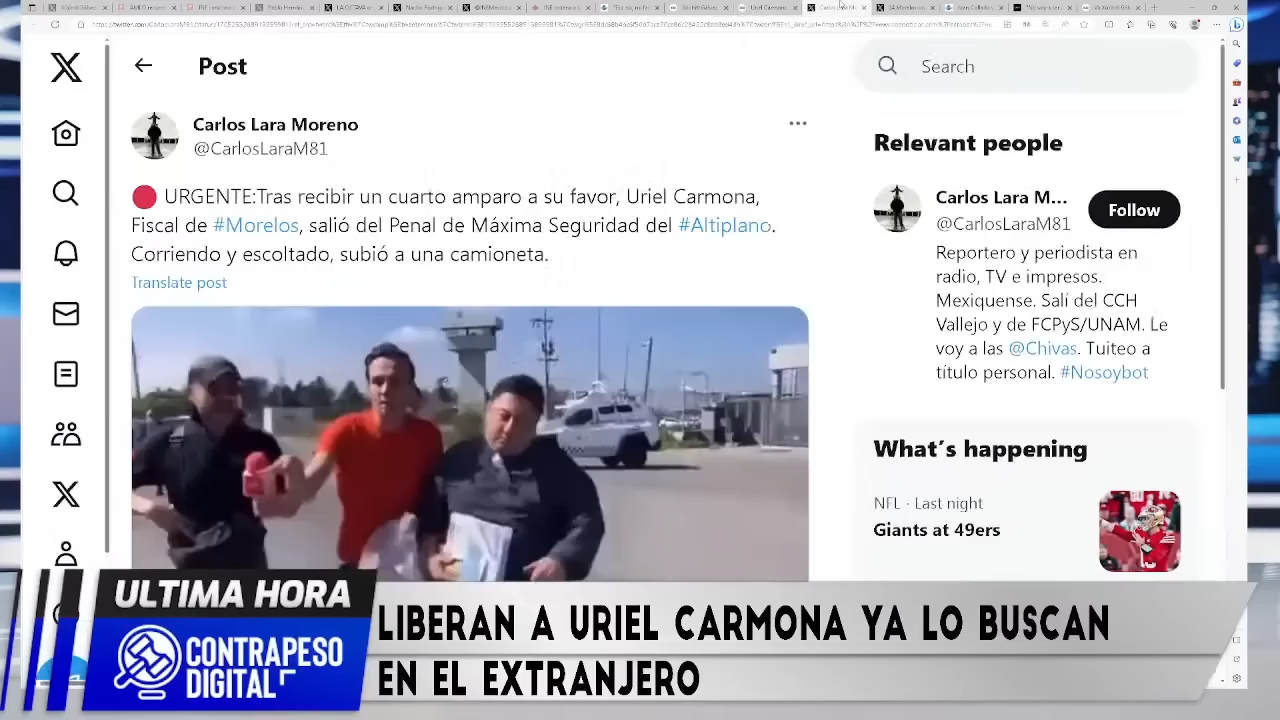 Post
Search
Carlos Lara Moreno
@CarlosLaraM81
URGENTE:Tras recibir un cuarto amparo a su favor, Uriel Carmona,
Fiscal de #Morelos, salió del Penal de Máxima Seguridad del #Altiplano.
Corriendo y escoltado, subió a una camioneta.
Translate post
Relevant people
Carlos Lara M...
@CarlosLaraM81
Follow
Reportero y periodista en
radio, TV e impresos.
Mexiquense. Salí del CCH
Vallejo y de FCPyS/UNAM. Le
voy a las @Chivas. Tuiteo a
título personal. #Nosoybot
What's happening
NFL · Last night
Giants at 49ers
ULTIMA HORA
CONTRAPESO
DIGITAL
LIBERAN A URIEL CARMONA YA LO BUSCAN
EN EL EXTRANJERO